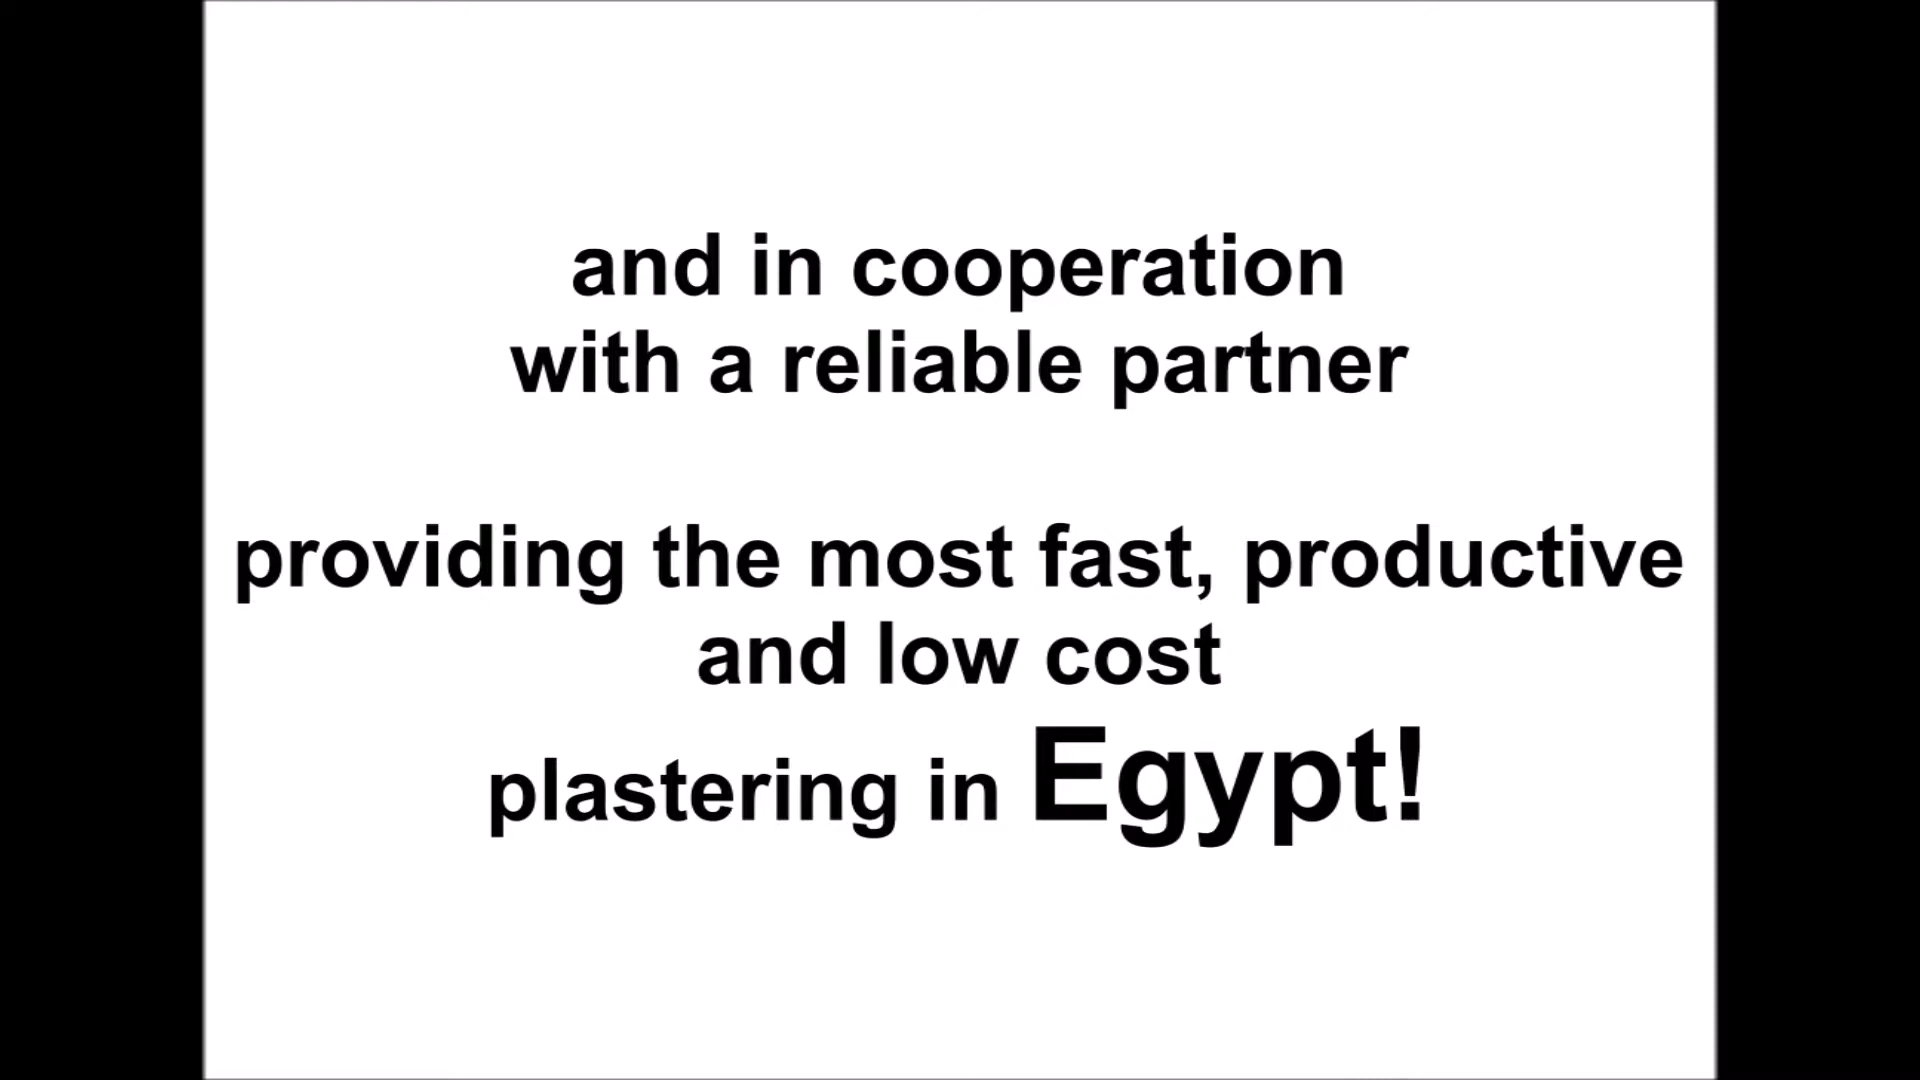 and in cooperation
with a reliable partner
providing the most fast, productive
and low cost
plastering in Egypt!